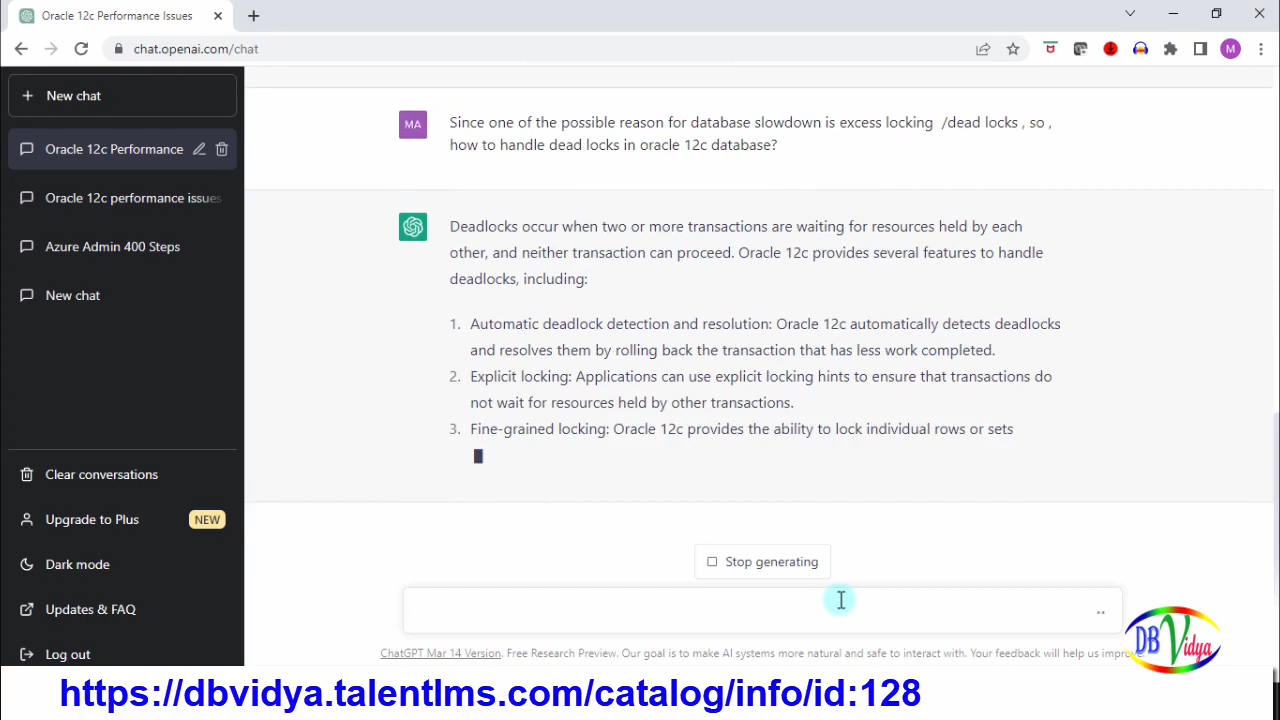 Oracle 12c Performance Issues
chat.openai.com/chat
M
New chat
Oracle 12c Performance
Oracle 12c performance issues
Azure Admin 400 Steps
New chat
Clear conversations
Upgrade to Plus NEW
Dark mode
Updates & FAQ
Log out
MA
Since one of the possible reason for database slowdown is excess locking /dead locks , so ,
how to handle dead locks in oracle 12c database?
Deadlocks occur when two or more transactions are waiting for resources held by each
other, and neither transaction can proceed. Oracle 12c provides several features to handle
deadlocks, including:
1. Automatic deadlock detection and resolution: Oracle 12c automatically detects deadlocks
and resolves them by rolling back the transaction that has less work completed.
2. Explicit locking: Applications can use explicit locking hints to ensure that transactions do
not wait for resources held by other transactions.
3. Fine-grained locking: Oracle 12c provides the ability to lock individual rows or sets
Stop generating
ChatGPT Mar 14 Version. Free Research Preview. Our goal is to make AI systems more natural and safe to interact with. Your feedback will help us improve.
DB Vidya
https://dbvidya.talentlms.com/catalog/info/id:128